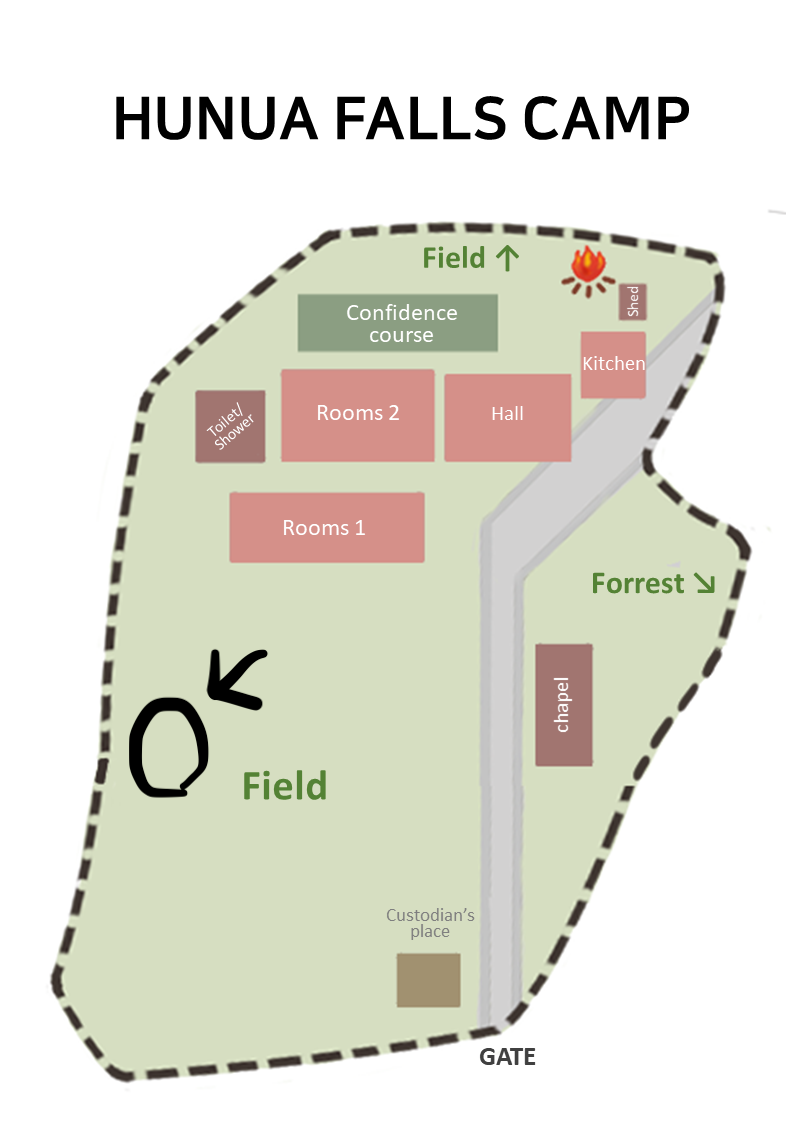 HUNUA FALLS CAMP
Field ↑
Confidence
course
Shed
Kitchen
Toilet/
Shower
Rooms 2
Hall
Rooms 1
Forrest ↘
chapel
Field
Custodian's
place
GATE